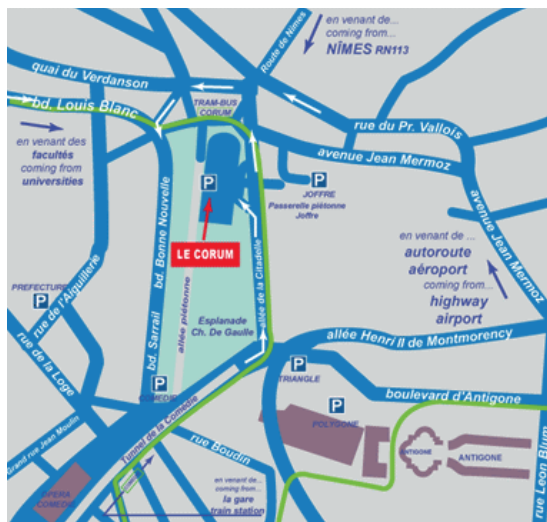 en venant de...
coming from...
NÎMES RN113
Route de Nîmes
quai du Verdanson
bd. Louis Blanc
TRAM-BUS
CORUM
rue du Pr. Vallois
avenue Jean Mermoz
en venant des
facultés
coming from
universities
P
JOFFRE
Passerelle piétonne
Joffre
P
LE CORUM
bd. Bonne Nouvelle
allée de la Citadelle
avenue Jean Mermoz
en venant de ...
autoroute
aéroport
coming from...
highway
airport
PREFECTURE
P
rue de l'Aiguillerie
allée piétonne
Esplanade
Ch. De Gaulle
bd. Sarrail
rue de la Loge
allée Henri II de Montmorency
P
TRIANGLE
P
COMEDIE
boulevard d'Antigone
P
POLYGONE
Tunnel de la Comédie
Grand rue Jean Moulin
rue Boudin
ANTIGONE
ANTIGONE
rue Léon Blum
OPERA
COMEDIE
en venant de...
coming from...
la gare
train station